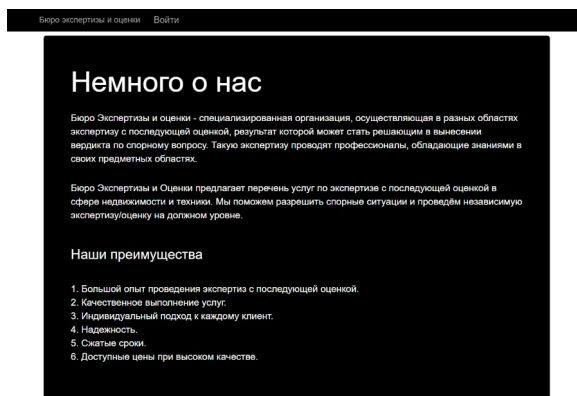 Бюро экспертизы и оценки Войти
Немного о нас
Бюро Экспертизы и оценки - специализированная организация, осуществляющая в разных областях
экспертизу с последующей оценкой, результат которой может стать решающим в вынесении
вердикта по спорному вопросу. Такую экспертизу проводят профессионалы, обладающие знаниями в
своих предметных областях.
Бюро Экспертизы и Оценки предлагает перечень услуг по экспертизе с последующей оценкой в
сфере недвижимости и техники. Мы поможем разрешить спорные ситуации и проведём независимую
экспертизу/оценку на должном уровне.
Наши преимущества
1. Большой опыт проведения экспертиз с последующей оценкой.
2. Качественное выполнение услуг.
3. Индивидуальный подход к каждому клиент.
4. Надежность.
5. Сжатые сроки.
6. Доступные цены при высоком качестве.